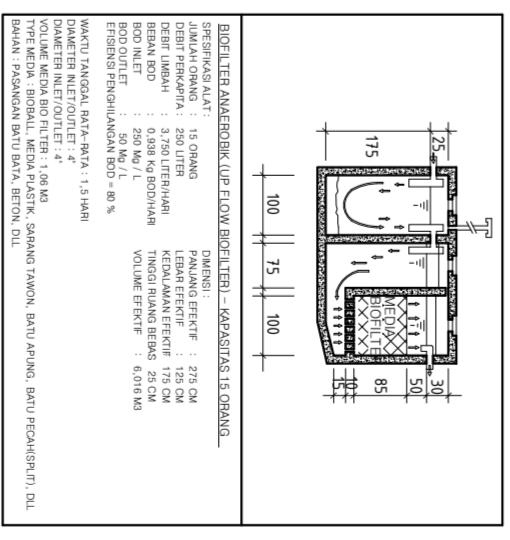 25
175
100
75
100
MEDIA
BIOFILTER
30
50
85
10
15
BIOFILTER ANAEROBIK (UP FLOW BIOFILTER) – KAPASITAS 15 ORANG
SPESIFIKASI ALAT :
JUMLAH ORANG : 15 ORANG
DEBIT PERKAPITA : 250 LITER
DEBIT LIMBAH : 3,750 LITER/HARI
BEBAN BOD : 0,938 Kg BOD/HARI
BOD INLET : 250 Mg / L
BOD OUTLET : 50 Mg / L
EFISIENSI PENGHILANGAN BOD = 80 %
DIMENSI :
PANJANG EFEKTIF : 275 CM
LEBAR EFEKTIF : 125 CM
KEDALAMAN EFEKTIF 175 CM
TINGGI RUANG BEBAS 25 CM
VOLUME EFEKTIF : 6,016 M3
WAKTU TANGGAL RATA-RATA : 1,5 HARI
DIAMETER INLET/OUTLET : 4"
DIAMETER INLET/OUTLET : 4"
VOLUME MEDIA BIO FILTER : 1,06 M3
TYPE MEDIA : BIOBALL, MEDIA PLASTIK, SARANG TAWON, BATU APUNG, BATU PECAH(SPLIT), DLL
BAHAN : PASANGAN BATU BATA, BETON, DLL